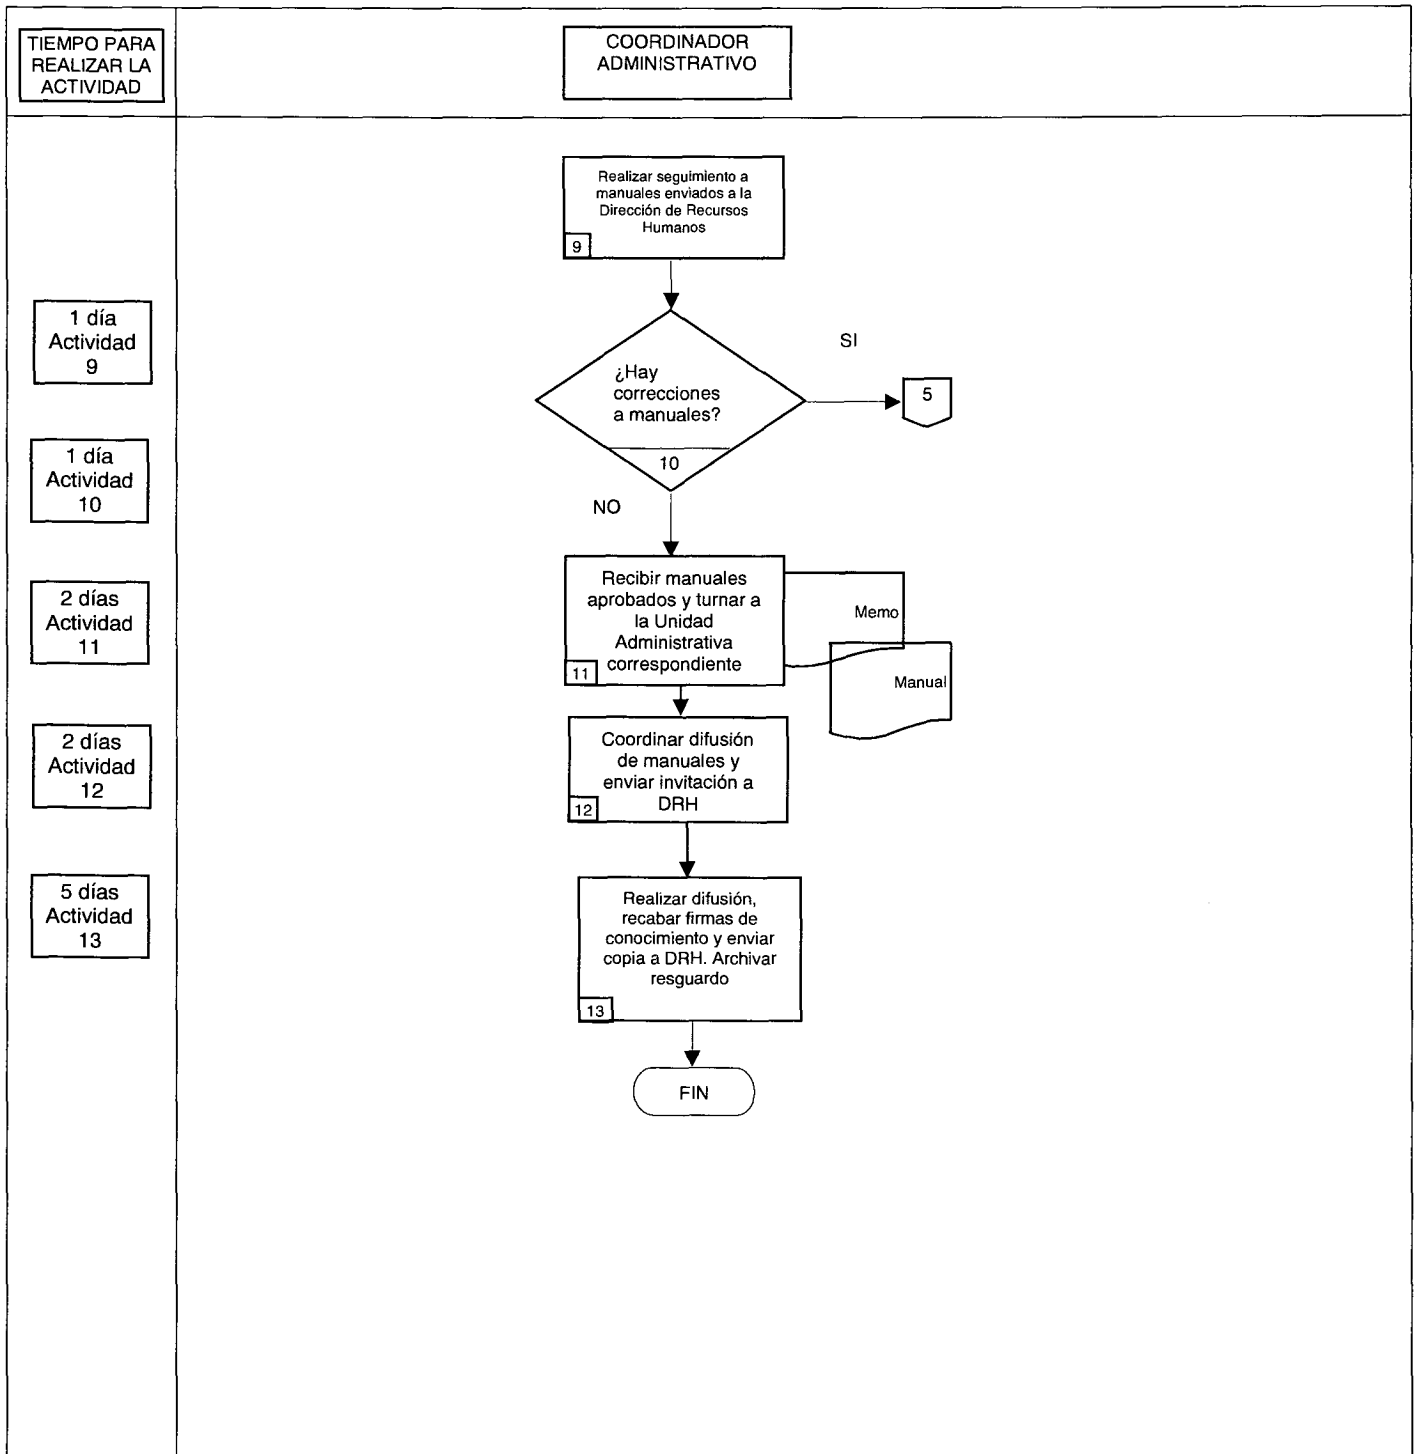 TIEMPO PARA
REALIZAR LA
ACTIVIDAD
COORDINADOR
ADMINISTRATIVO
Realizar seguimiento a
manuales enviados a la
Dirección de Recursos
Humanos
9
1 día
Actividad
9
¿Hay
correcciones
a manuales?
10
SI
5
1 día
Actividad
10
NO
2 días
Actividad
11
Recibir manuales
aprobados y turnar a
la Unidad
Administrativa
correspondiente
11
Memo
Manual
2 días
Actividad
12
Coordinar difusión
de manuales y
enviar invitación a
DRH
12
5 días
Actividad
13
Realizar difusión,
recabar firmas de
conocimiento y enviar
copia a DRH. Archivar
resguardo
13
FIN